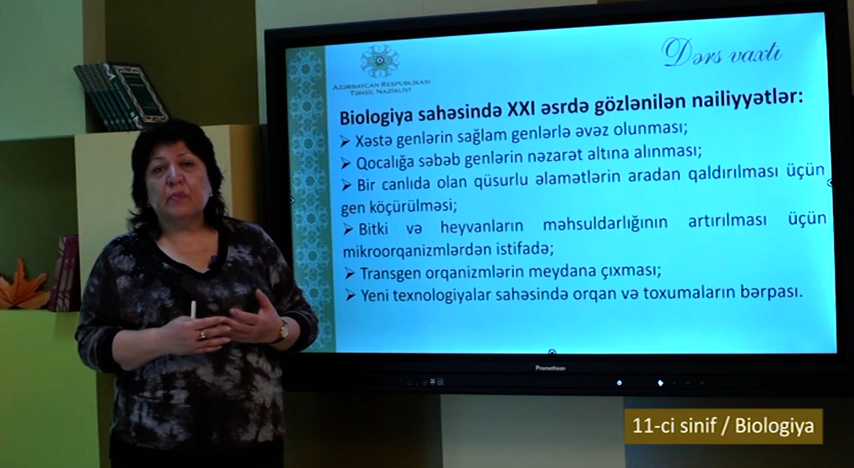 Dərs vaxtı
AZƏRBAYCAN RESPUBLİKASI
TƏHSİL NAZİRLİYİ
Biologiya sahəsində XXI əsrdə gözlənilən nailiyyətlər:
➤ Xəstə genlərin sağlam genlərlə əvəz olunması;
➤ Qocalığa səbəb genlərin nəzarət altına alınması;
➤ Bir canlıda olan qüsurlu əlamətlərin aradan qaldırılması üçün
gen köçürülməsi;
➤ Bitki və heyvanların məhsuldarlığının artırılması üçün
mikroorqanizmlərdən istifadə;
➤ Transgen orqanizmlərin meydana çıxması;
➤ Yeni texnologiyalar sahəsində orqan və toxumaların bərpası.
Promethean
11-ci sinif / Biologiya